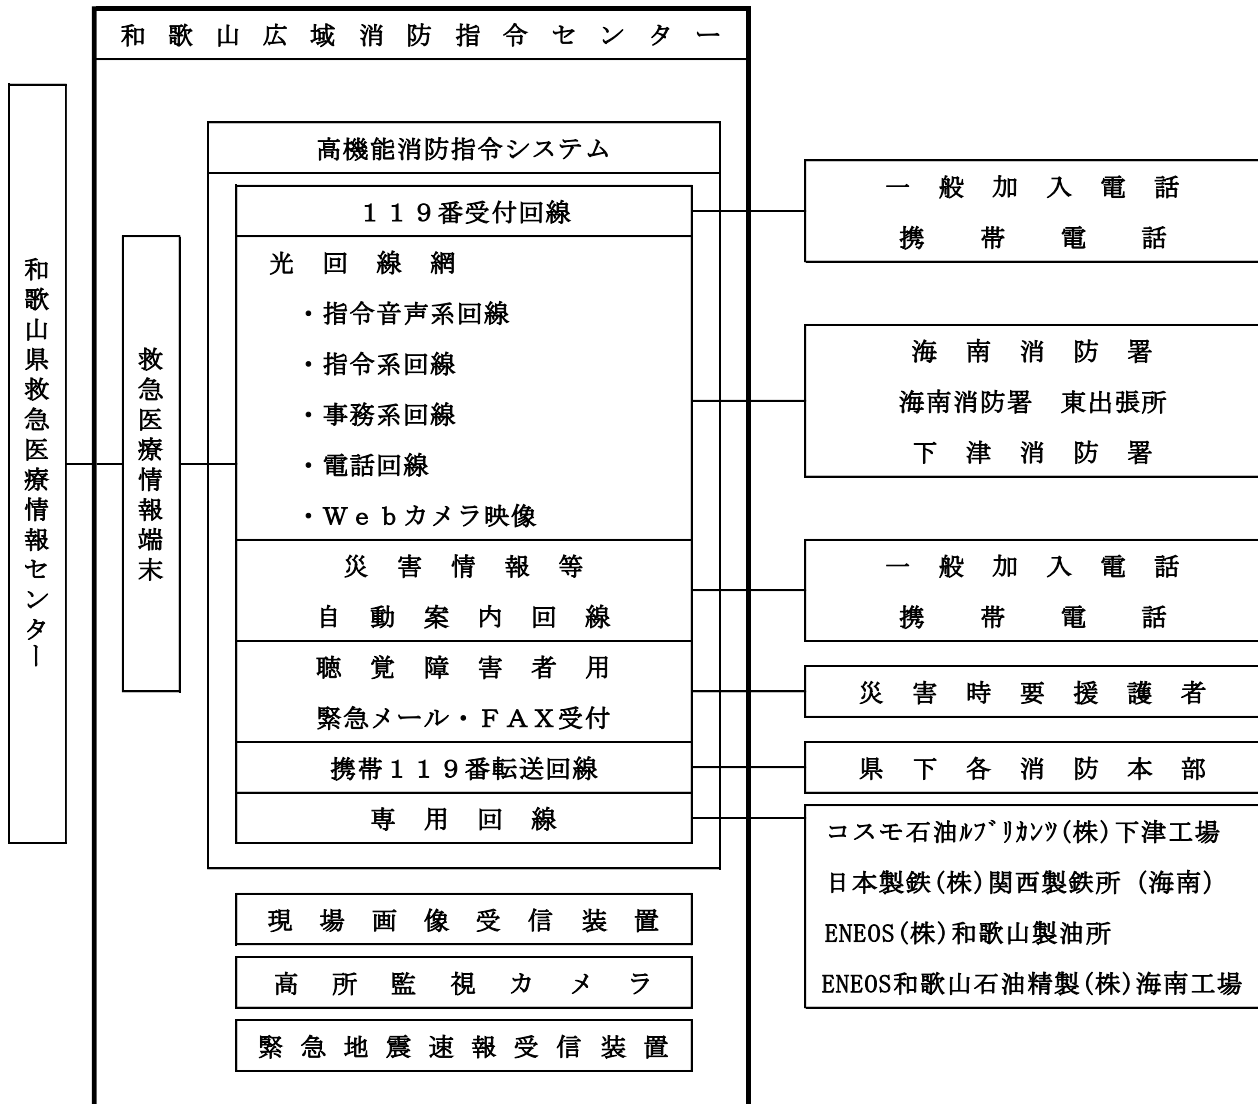 和歌山広域消防指令センター
和歌山県救急医療情報センター
救急医療情報端末
高機能消防指令システム
１１９番受付回線
光回線網
・指令音声系回線
・指令系回線
・事務系回線
・電話回線
・Ｗｅｂカメラ映像
災害情報等
自動案内回線
聴覚障害者用
緊急メール・ＦＡＸ受付
携帯１１９番転送回線
専用回線
現場画像受信装置
高所監視カメラ
緊急地震速報受信装置
一般加入電話
携帯電話
海南消防署
海南消防署　東出張所
下津消防署
一般加入電話
携帯電話
災害時要援護者
県下各消防本部
コスモ石油ﾙﾌﾞﾘｶﾝﾂ(株)下津工場
日本製鉄(株)関西製鉄所 (海南)
ENEOS(株)和歌山製油所
ENEOS和歌山石油精製(株)海南工場